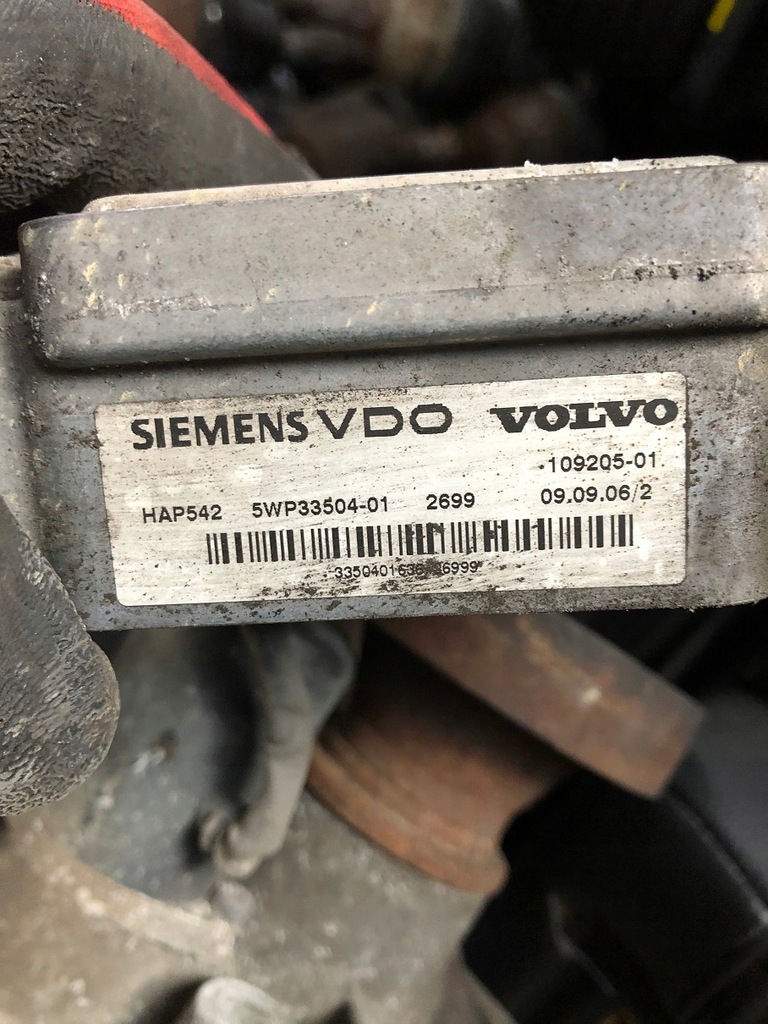 SIEMENS VDO VOLVO
109205-01
HAP542 5WP33504-01 2699 09.09.06/2